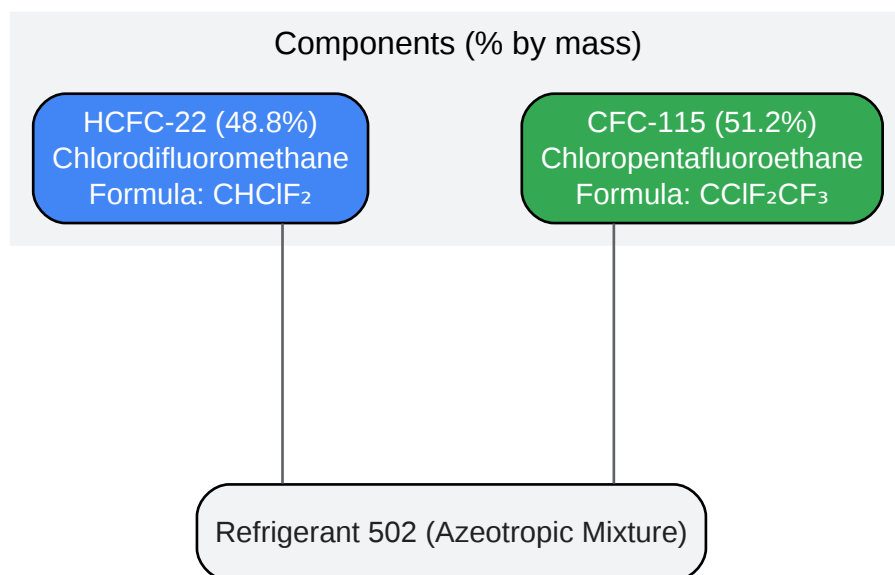 Components (% by mass)
HCFC-22 (48.8%)
Chlorodifluoromethane
Formula: CHClF₂
CFC-115 (51.2%)
Chloropentafluoroethane
Formula: CClF₂CF₃
Refrigerant 502 (Azeotropic Mixture)